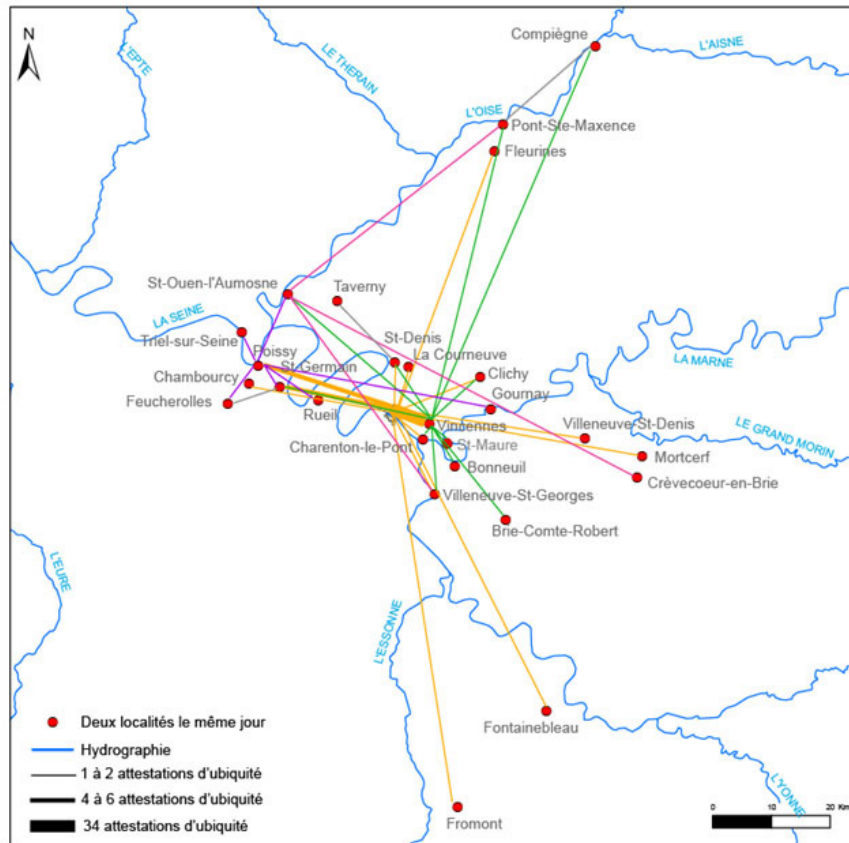 Compiègne
N
L'EPTE
LE THERAIN
L'AISNE
L'OISE
Pont-Ste-Maxence
Fleurines
St-Ouen-l'Aumosne
Taverny
LA SEINE
Triel-sur-Seine
St-Denis
Poissy
La Courneuve
LA MARNE
St-Germain
Chambourcy
Clichy
Feucherolles
Rueil
Gournay
Vincennes
Villeneuve-St-Denis
LE GRAND MORIN
Charenton-le-Pont
St-Maure
Mortcerf
Bonneuil
Crèvecoeur-en-Brie
Villeneuve-St-Georges
Brie-Comte-Robert
L'EURE
L'ESSONNE
Deux localités le même jour
Fontainebleau
Hydrographie
1 à 2 attestations d'ubiquité
L'YONNE
4 à 6 attestations d'ubiquité
34 attestations d'ubiquité
Fromont
0 10 20 Km